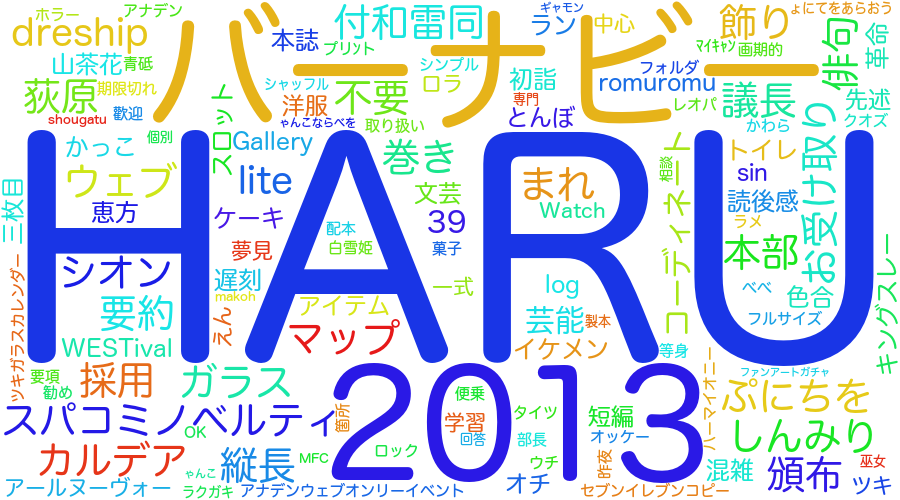 ホラー
アナデン
dreship
バーナビー
本誌
プリント
付和雷同
ギャモン
ラン
中心
飾り
ょにてをあらおう
マイキャン
画期的
俳句
革命
山茶花
青砥
荻原
期限切れ
shougatu
歡迎
シャッフル
洋服
不要
シンプル
ロラ
初詣
フォルダ
romuromu
レオパ
議長
先述
クオズ
専門
とんぼ
ゃんこならべを
取り扱い
かわら
個別
スロット
かっこ
Gallery
巻き
相談
トイレ
お受け取り
ウェブ
lite
文芸
まれ
sin
三枚目
恵方
ケーキ
39
Watch
コーディネート
読後感
HARU
配本
ラメ
夢見
白雪姫
菓子
本部
キングスレー
シオン
遅刻
一式
log
べべ
色合
makoh
アイテム
要約
えん
マップ
芸能
製本
フルサイズ
WESTival
イケメン
等身
ツキガラスカレンダー
要項
勧め
採用
ガラス
2013
便乗
ファンアートガチャ
ぷにちを
スパコミノベルティ
箇所
学習
タイツ
短編
ハーマイオニー
しんみり
OK
回答
部長
オッケー
カルデア
縦長
MFC
ロック
ウチ
昨夜
混雑
頒布
巫女
アールヌーヴォー
ゃんこ
ラクガキ
アナデンウェブオンリーイベント
オチ
セブンイレブンコピー
ツキ